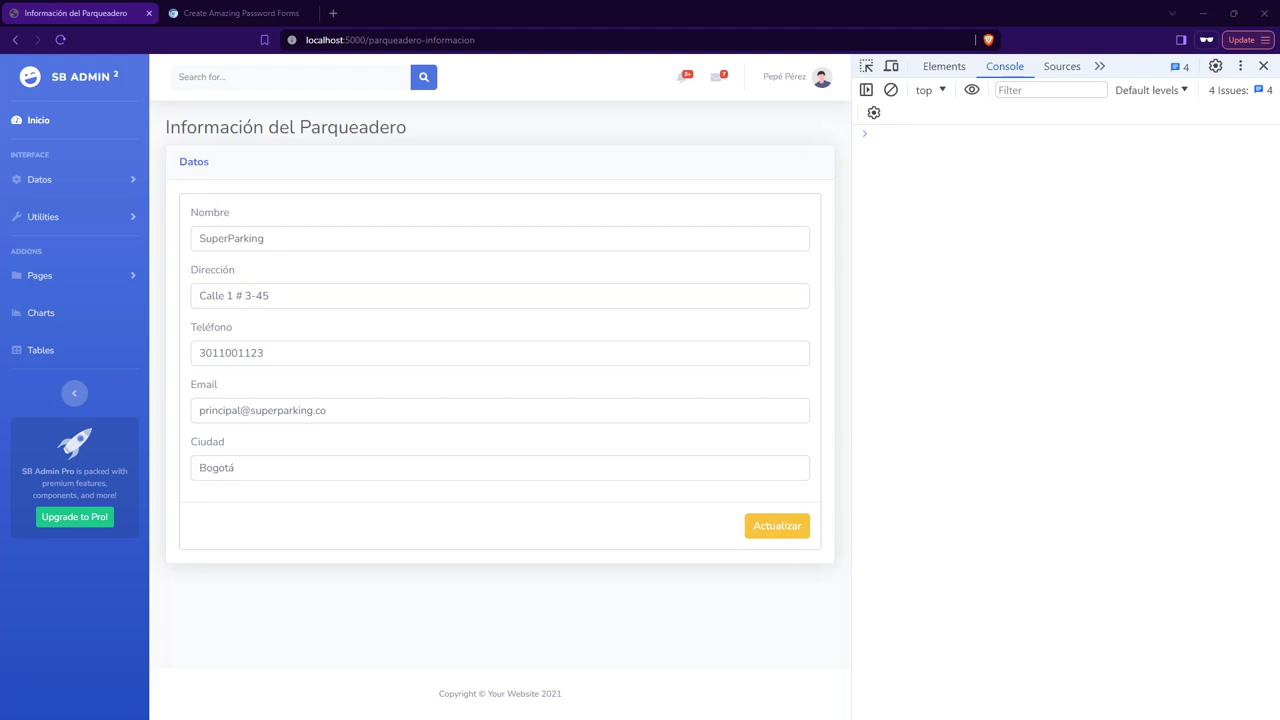 Información del Parqueadero
Create Amazing Password Forms
localhost:5000/parqueadero-informacion
Update
SB ADMIN 2
Inicio
INTERFACE
Datos
Utilities
ADDONS
Pages
Charts
Tables
SB Admin Pro is packed with
premium features,
components, and more!
Upgrade to Pro!
Search for...
3+
7
Pepé Pérez
Información del Parqueadero
Datos
Nombre
SuperParking
Dirección
Calle 1 # 3-45
Teléfono
3011001123
Email
principal@superparking.co
Ciudad
Bogotá
Actualizar
Copyright © Your Website 2021
Elements
Console
Sources
4
top
Filter
Default levels
4 Issues:
4